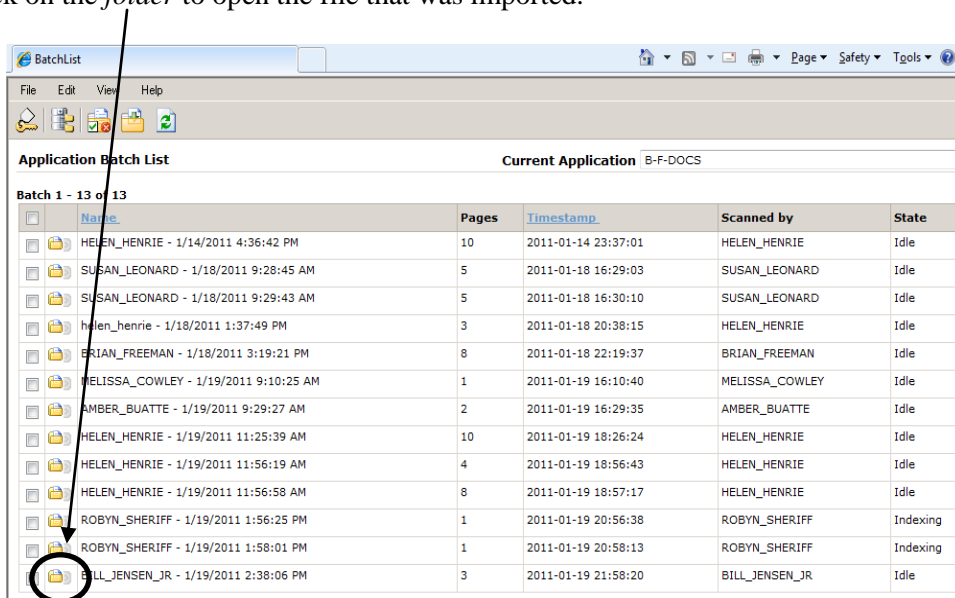 on the folder to open the file that was imported.
BatchList
Page Safety Tools
File Edit View Help
Application Batch List Current Application B-F-DOCS
Batch 1 - 13 of 13
Name Pages Timestamp Scanned by State
HELEN_HENRIE - 1/14/2011 4:36:42 PM 10 2011-01-14 23:37:01 HELEN_HENRIE Idle
SUSAN_LEONARD - 1/18/2011 9:28:45 AM 5 2011-01-18 16:29:03 SUSAN_LEONARD Idle
SUSAN_LEONARD - 1/18/2011 9:29:43 AM 5 2011-01-18 16:30:10 SUSAN_LEONARD Idle
helen_henrie - 1/18/2011 1:37:49 PM 3 2011-01-18 20:38:15 HELEN_HENRIE Idle
BRIAN_FREEMAN - 1/18/2011 3:19:21 PM 8 2011-01-18 22:19:37 BRIAN_FREEMAN Idle
MELISSA_COWLEY - 1/19/2011 9:10:25 AM 1 2011-01-19 16:10:40 MELISSA_COWLEY Idle
AMBER_BUATTE - 1/19/2011 9:29:27 AM 2 2011-01-19 16:29:35 AMBER_BUATTE Idle
HELEN_HENRIE - 1/19/2011 11:25:39 AM 10 2011-01-19 18:26:24 HELEN_HENRIE Idle
HELEN_HENRIE - 1/19/2011 11:56:19 AM 4 2011-01-19 18:56:43 HELEN_HENRIE Idle
HELEN_HENRIE - 1/19/2011 11:56:58 AM 8 2011-01-19 18:57:17 HELEN_HENRIE Idle
ROBYN_SHERIFF - 1/19/2011 1:56:25 PM 1 2011-01-19 20:56:38 ROBYN_SHERIFF Indexing
ROBYN_SHERIFF - 1/19/2011 1:58:01 PM 1 2011-01-19 20:58:13 ROBYN_SHERIFF Indexing
BILL_JENSEN_JR - 1/19/2011 2:38:06 PM 3 2011-01-19 21:58:20 BILL_JENSEN_JR Idle